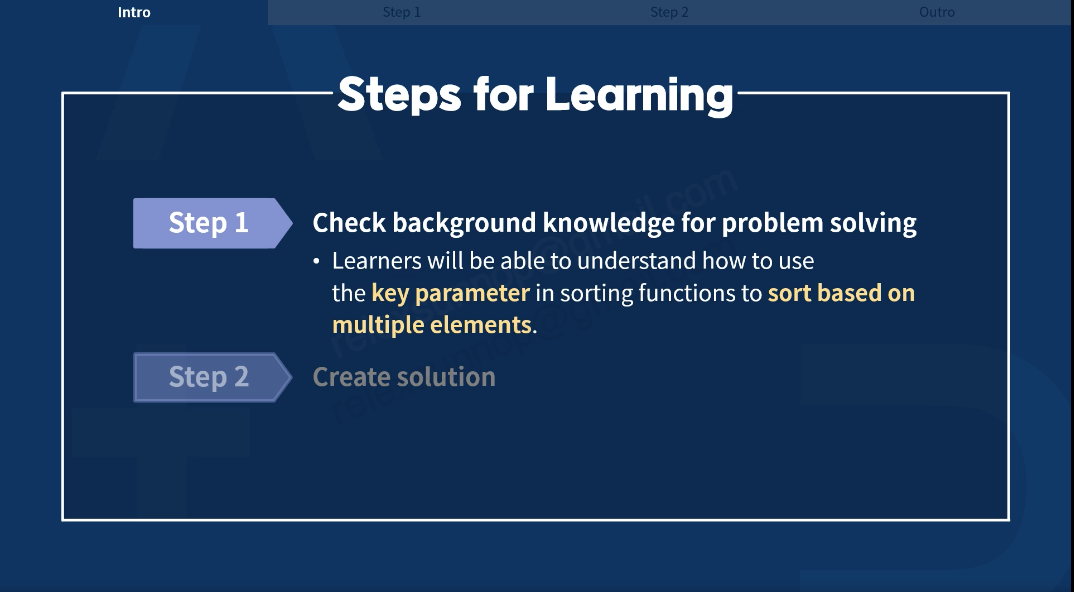 Intro
Step 1
Step 2
Outro
Steps for Learning
Step 1
Check background knowledge for problem solving
• Learners will be able to understand how to use
the key parameter in sorting functions to sort based on
multiple elements.
Step 2
Create solution